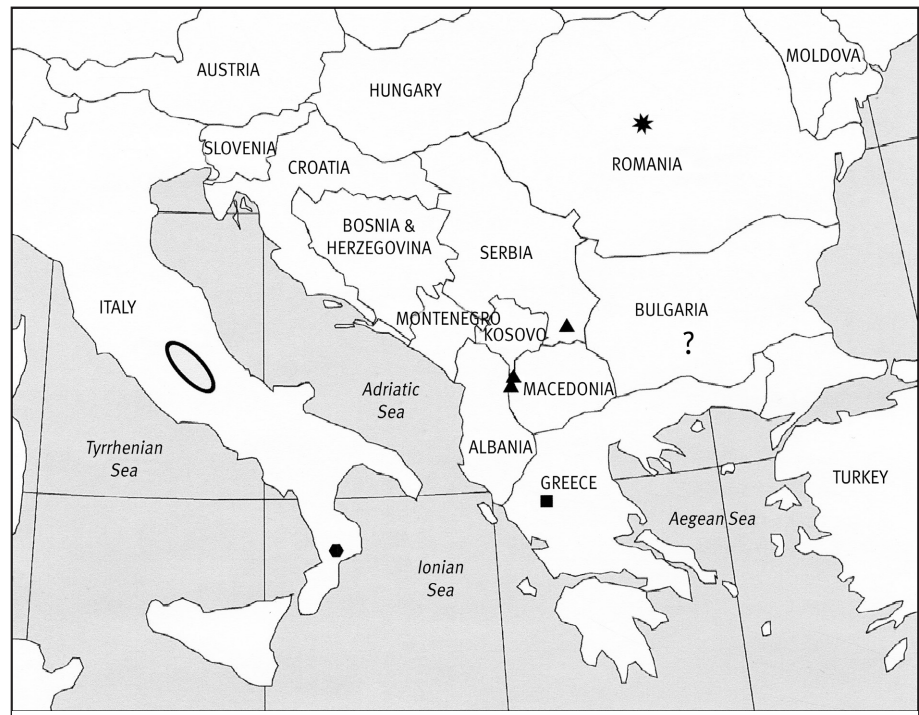 MOLDOVA
AUSTRIA
HUNGARY
SLOVENIA
CROATIA
ROMANIA
BOSNIA &
HERZEGOVINA
SERBIA
ITALY
MONTENEGRO
KOSOVO
BULGARIA
?
Adriatic
Sea
MACEDONIA
Tyrrhenian
Sea
ALBANIA
GREECE
TURKEY
Aegean Sea
Ionian
Sea